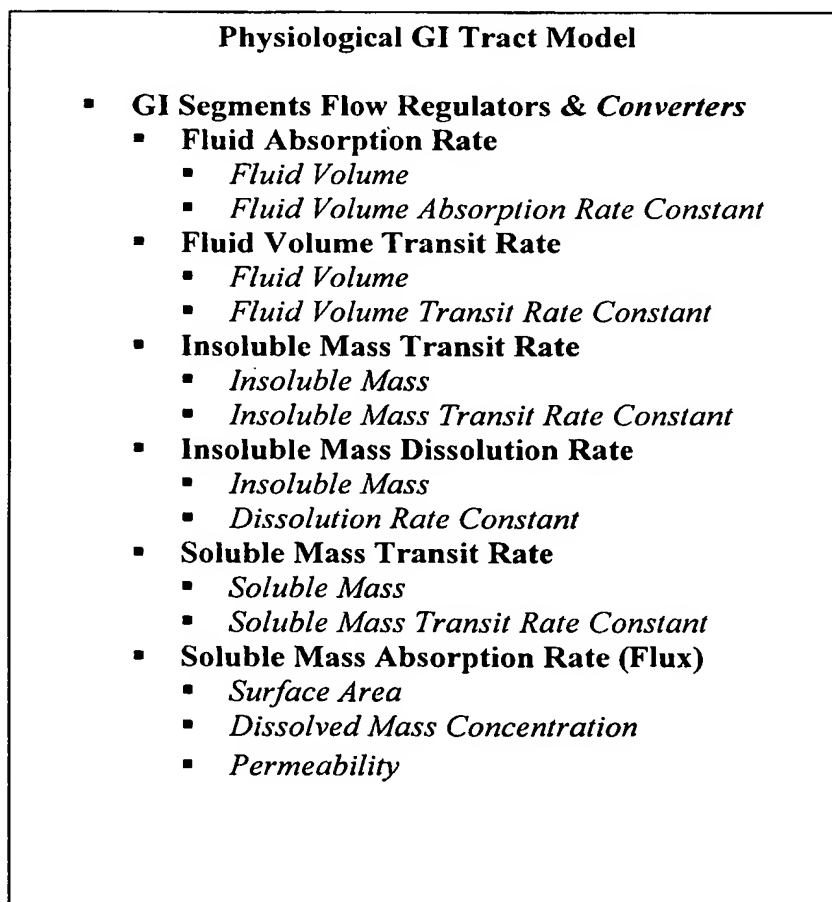 Physiological GI Tract Model
▪ GI Segments Flow Regulators & Converters
▪ Fluid Absorption Rate
▪ Fluid Volume
▪ Fluid Volume Absorption Rate Constant
▪ Fluid Volume Transit Rate
▪ Fluid Volume
▪ Fluid Volume Transit Rate Constant
▪ Insoluble Mass Transit Rate
▪ Insoluble Mass
▪ Insoluble Mass Transit Rate Constant
▪ Insoluble Mass Dissolution Rate
▪ Insoluble Mass
▪ Dissolution Rate Constant
▪ Soluble Mass Transit Rate
▪ Soluble Mass
▪ Soluble Mass Transit Rate Constant
▪ Soluble Mass Absorption Rate (Flux)
▪ Surface Area
▪ Dissolved Mass Concentration
▪ Permeability